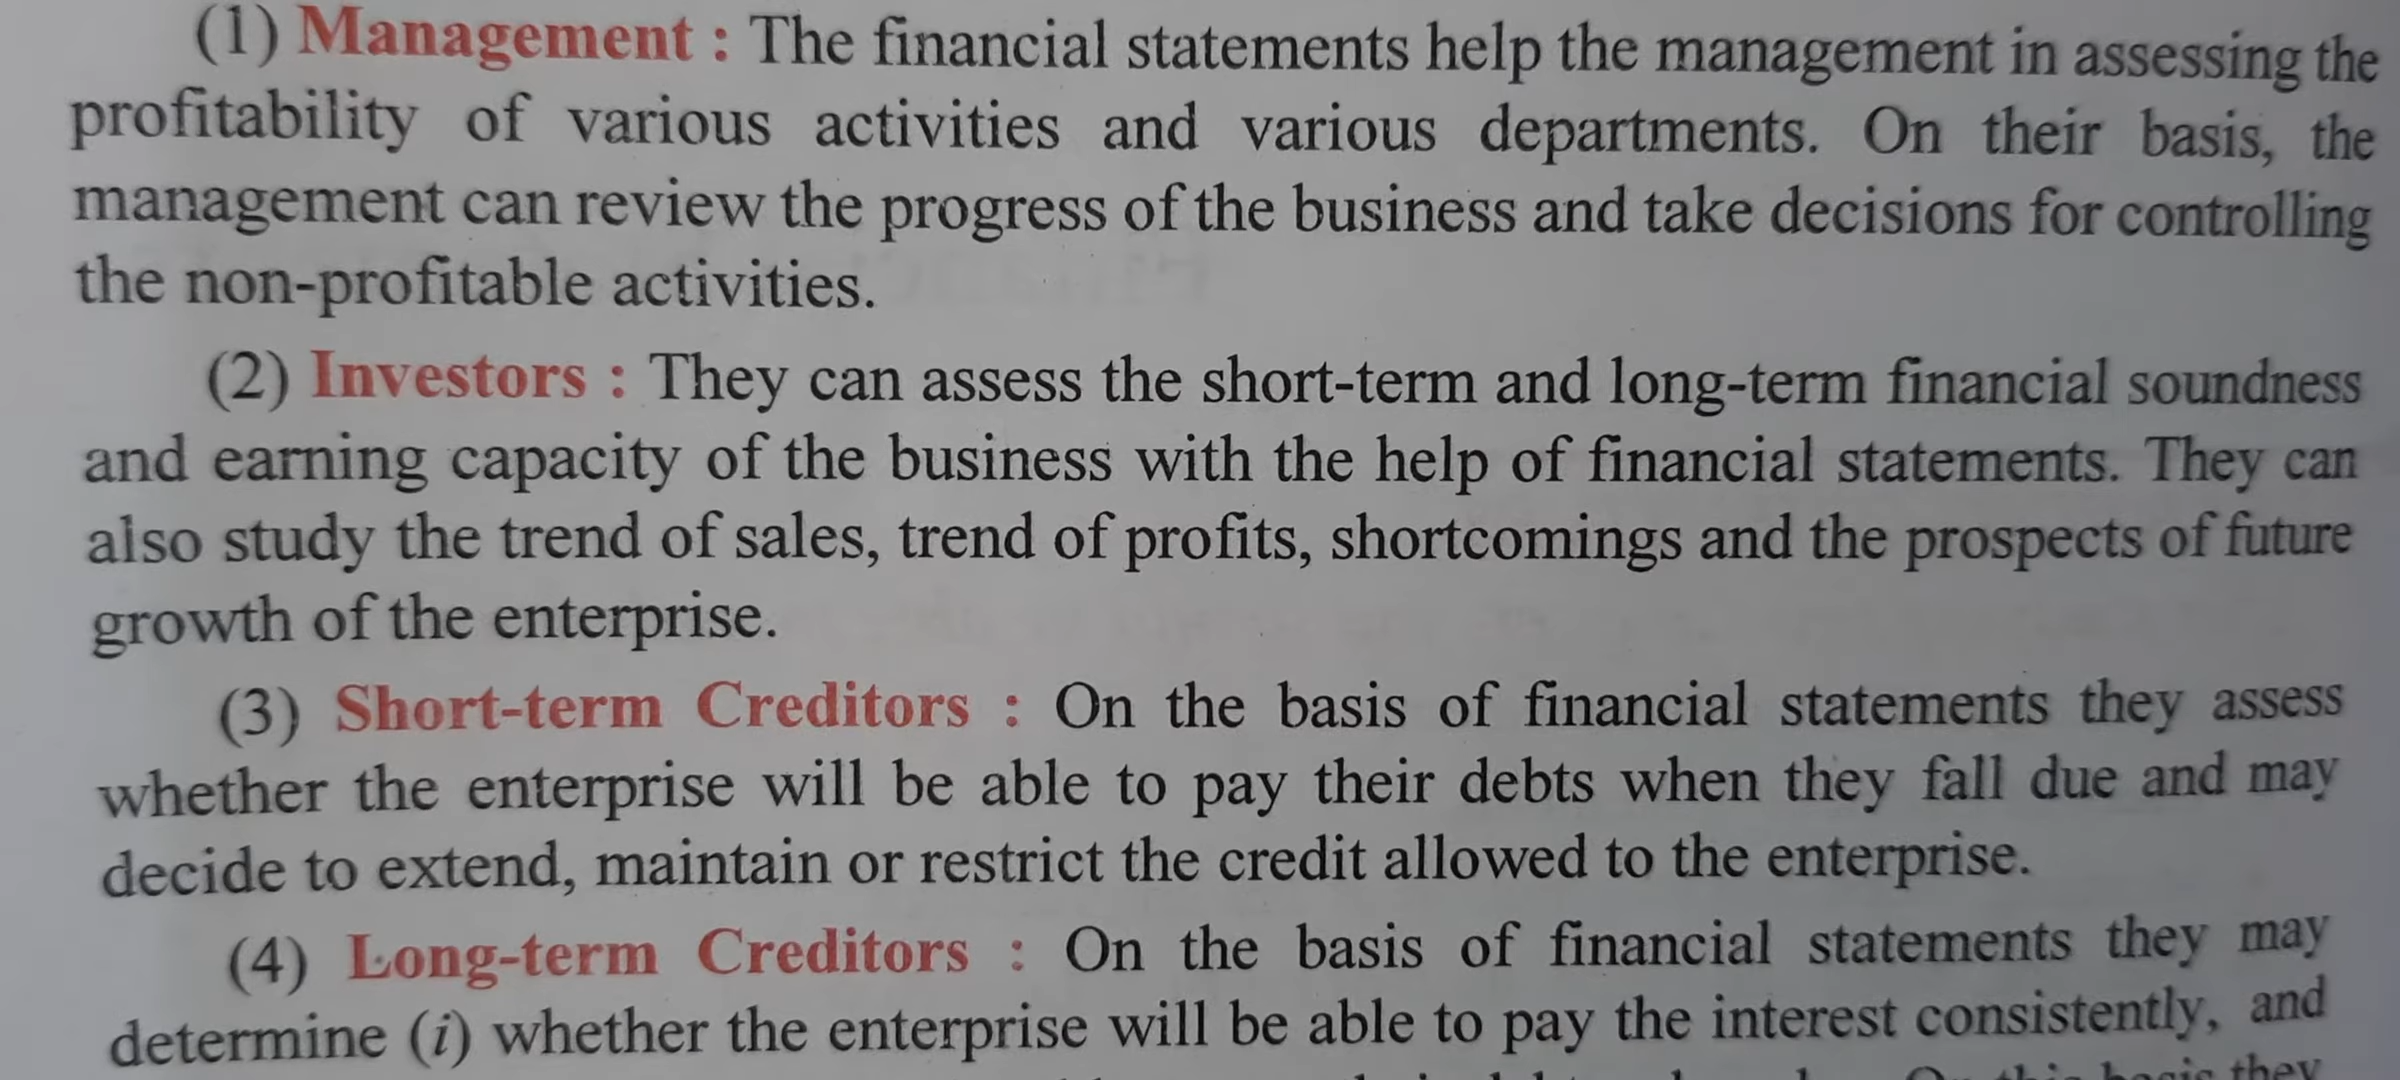 (1) Management : The financial statements help the management in assessing the
profitability of various activities and various departments. On their basis, the
management can review the progress of the business and take decisions for controlling
the non-profitable activities.
(2) Investors : They can assess the short-term and long-term financial soundness
and earning capacity of the business with the help of financial statements. They can
also study the trend of sales, trend of profits, shortcomings and the prospects of future
growth of the enterprise.
(3) Short-term Creditors : On the basis of financial statements they assess
whether the enterprise will be able to pay their debts when they fall due and may
decide to extend, maintain or restrict the credit allowed to the enterprise.
(4) Long-term Creditors : On the basis of financial statements they may
determine (i) whether the enterprise will be able to pay the interest consistently, and
On this basis they